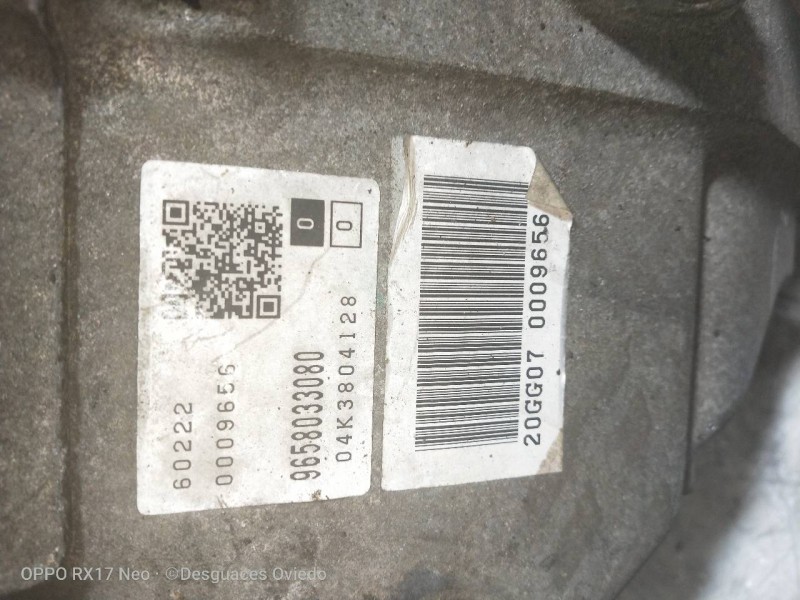 0 0
60222
0009656
9658033080
04K3804128
20GG07 0009656
OPPO RX17 Neo · ©Desguaces Oviedo